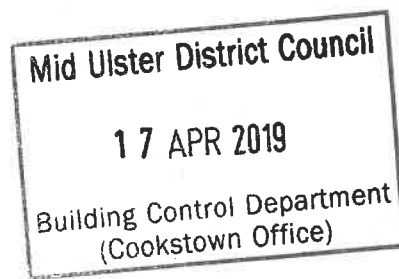 Mid Ulster District Council
17 APR 2019
Building Control Department
(Cookstown Office)